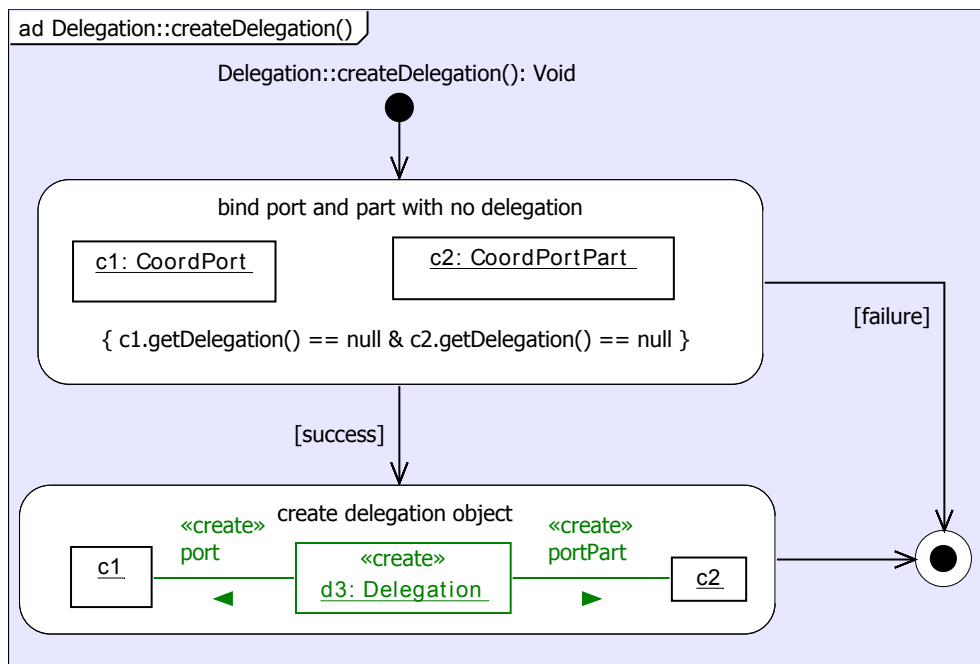 ad Delegation::createDelegation()
Delegation::createDelegation(): Void
bind port and part with no delegation
c1: CoordPort
c2: CoordPortPart
{ c1.getDelegation() == null & c2.getDelegation() == null }
[failure]
[success]
create delegation object
«create»
port
«create»
portPart
c1
«create»
d3: Delegation
c2